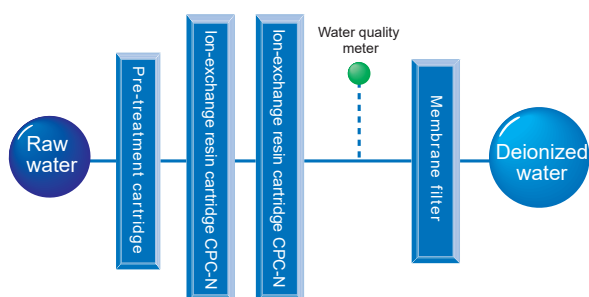 Raw
water
Pre-treatment cartridge
Ion-exchange resin cartridge CPC-N
Ion-exchange resin cartridge CPC-N
Water quality
meter
Membrane filter
Deionized
water